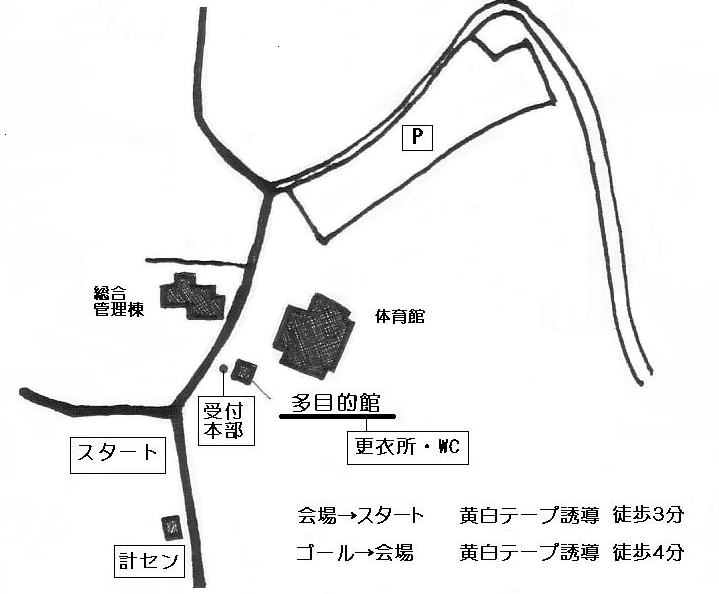 P
総合
管理棟
体育館
受付
本部
多目的館
更衣所・WC
スタート
計セン
会場→スタート 黄白テープ誘導 徒歩3分
ゴール→会場 黄白テープ誘導 徒歩4分